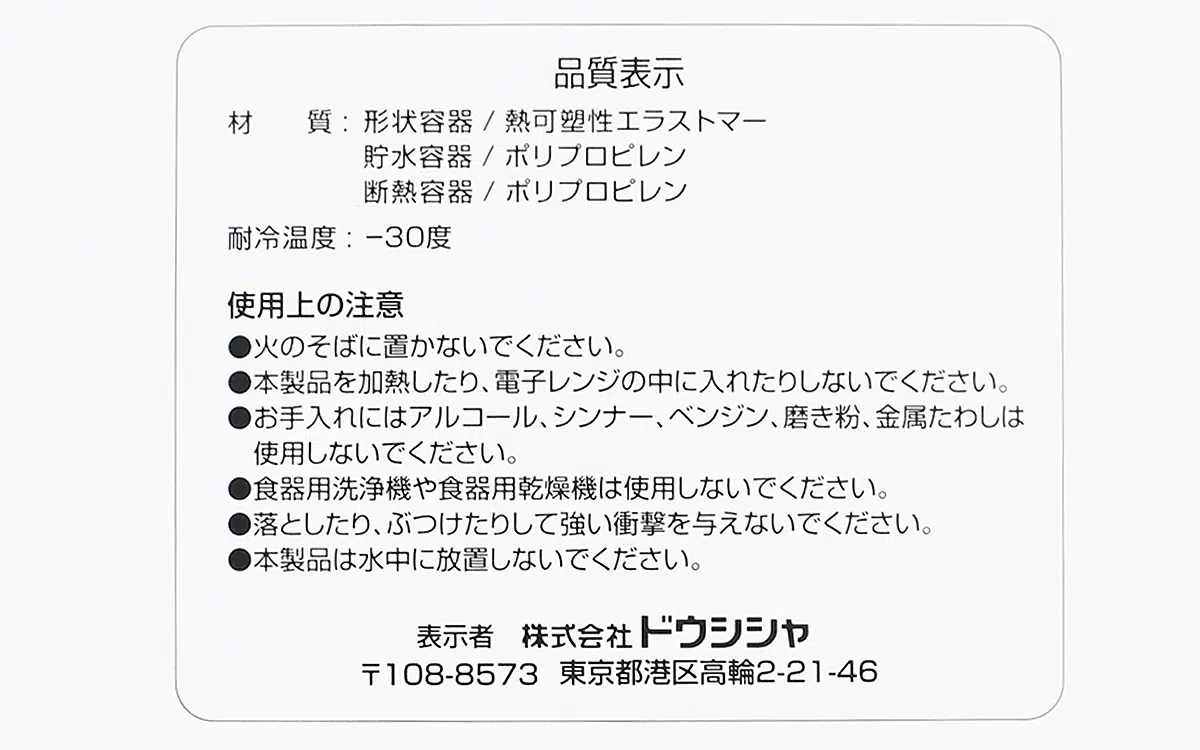 品質表示
材　　質： 形状容器 / 熱可塑性エラストマー
貯水容器 / ポリプロピレン
断熱容器 / ポリプロピレン
耐冷温度：−30度
使用上の注意
●火のそばに置かないでください。
●本製品を加熱したり、電子レンジの中に入れたりしないでください。
●お手入れにはアルコール、シンナー、ベンジン、磨き粉、金属たわしは
使用しないでください。
●食器用洗浄機や食器用乾燥機は使用しないでください。
●落としたり、ぶつけたりして強い衝撃を与えないでください。
●本製品は水中に放置しないでください。
表示者　株式会社ドウシシャ
〒108-8573　東京都港区高輪2-21-46